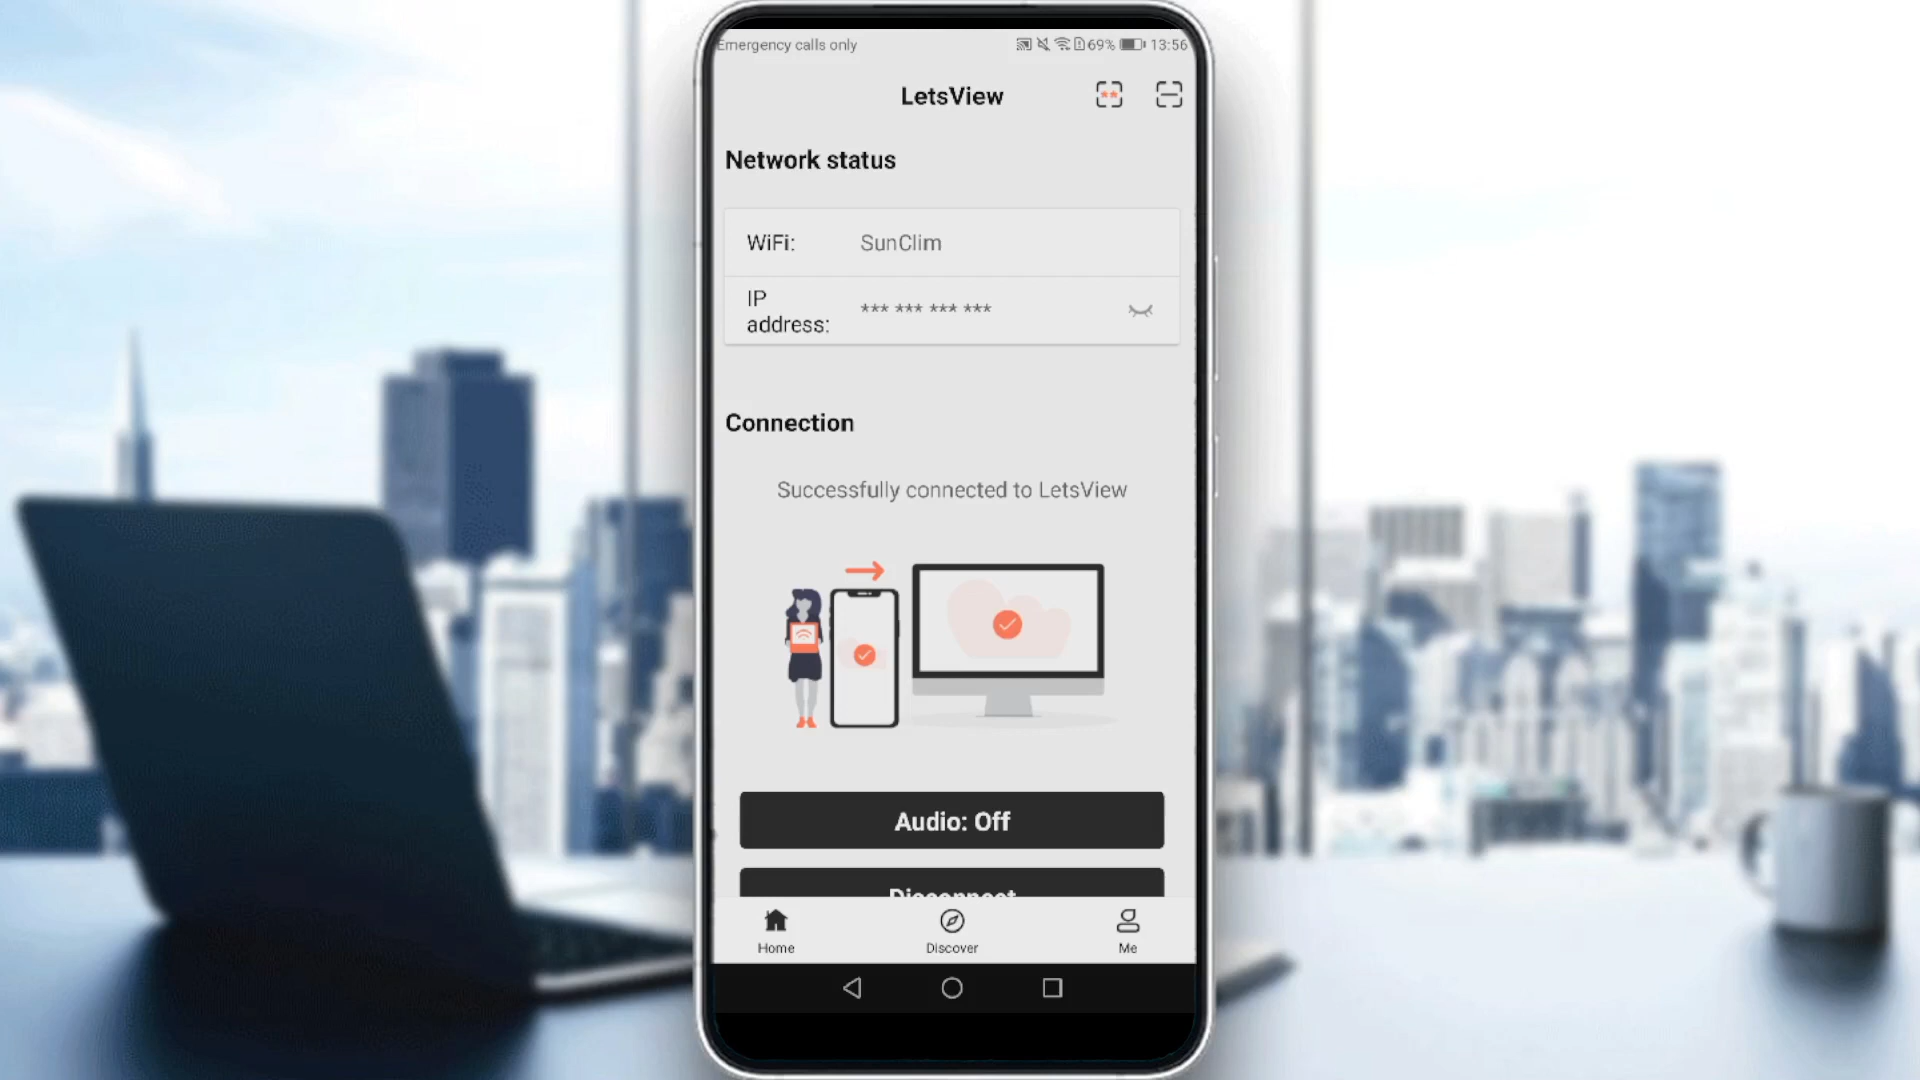 Emergency calls only 69% 13:56
LetsView
Network status
WiFi: SunClim
IP address: *** *** *** ***
Connection
Successfully connected to LetsView
Audio: Off
Disconnect
Home Discover Me